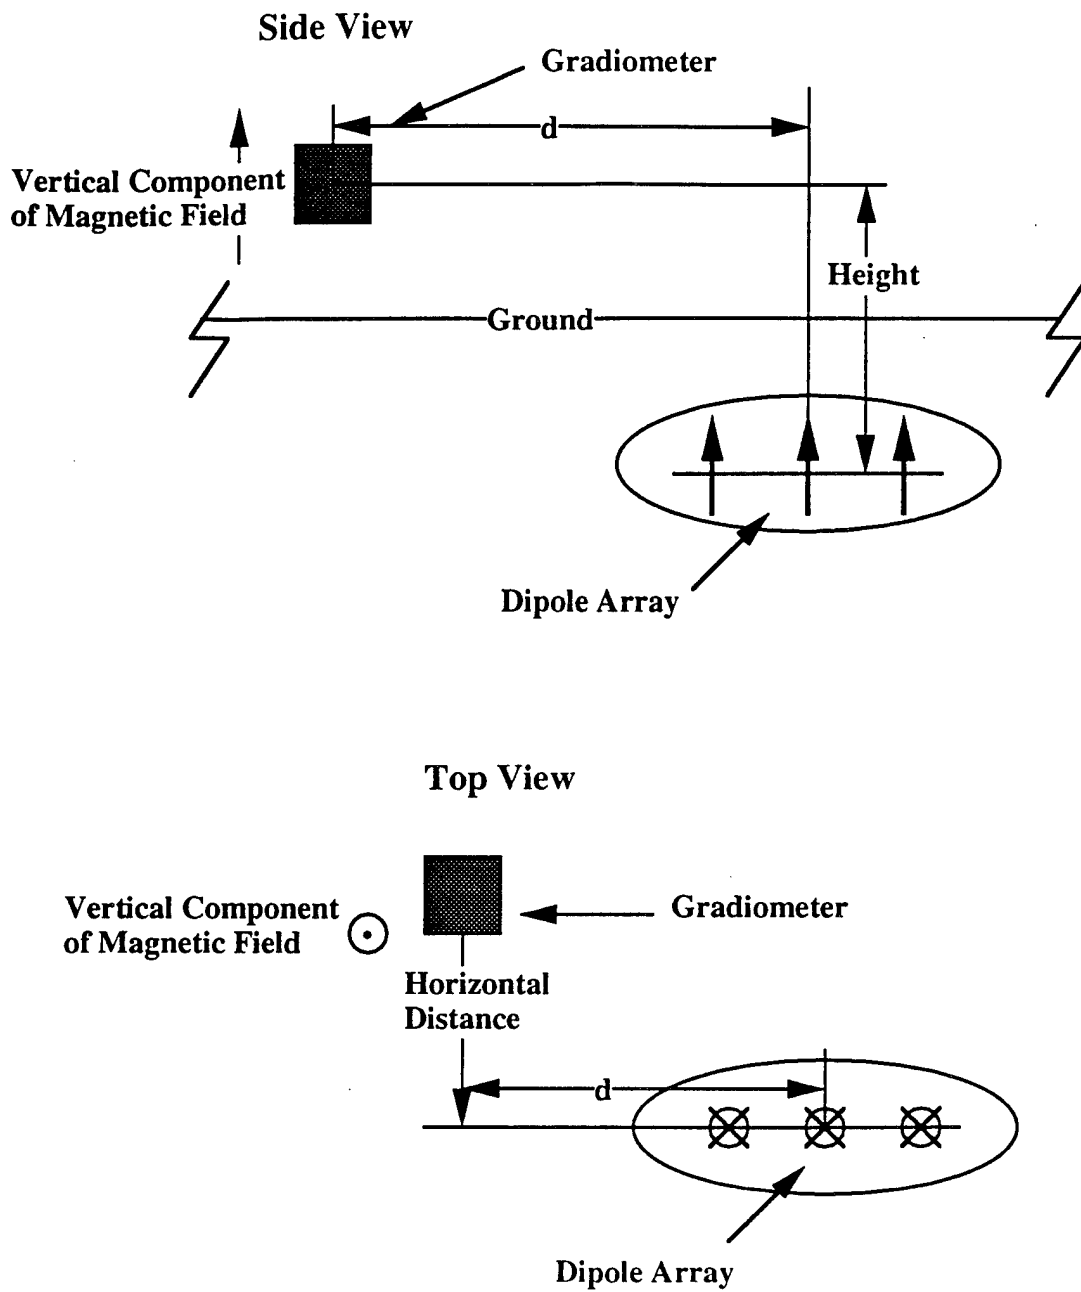 Side View
Gradiometer
d
Vertical Component
of Magnetic Field
Height
Ground
Dipole Array
Top View
Vertical Component
of Magnetic Field
Gradiometer
Horizontal
Distance
d
Dipole Array